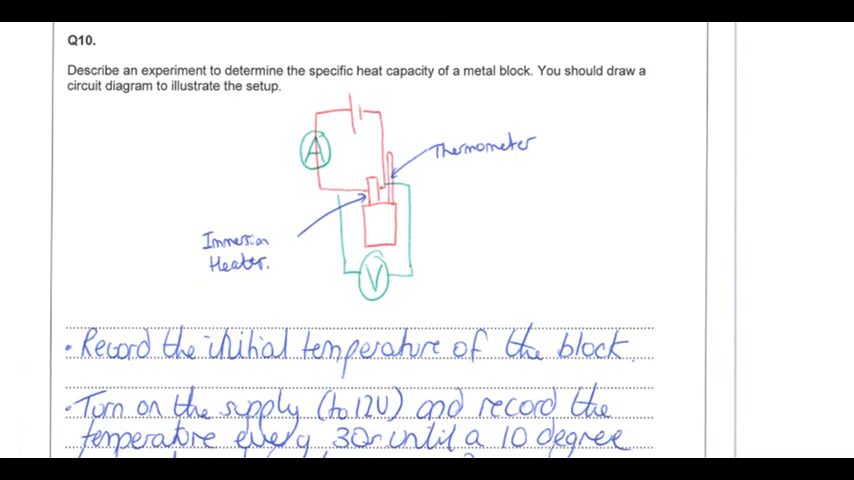 Q10.
Describe an experiment to determine the specific heat capacity of a metal block. You should draw a
circuit diagram to illustrate the setup.
A
Thermometer
Immersion
Heater.
V
• Record the initial temperature of the block.
• Turn on the supply (to 12V) and record the
temperature every 30s until a 10 degree